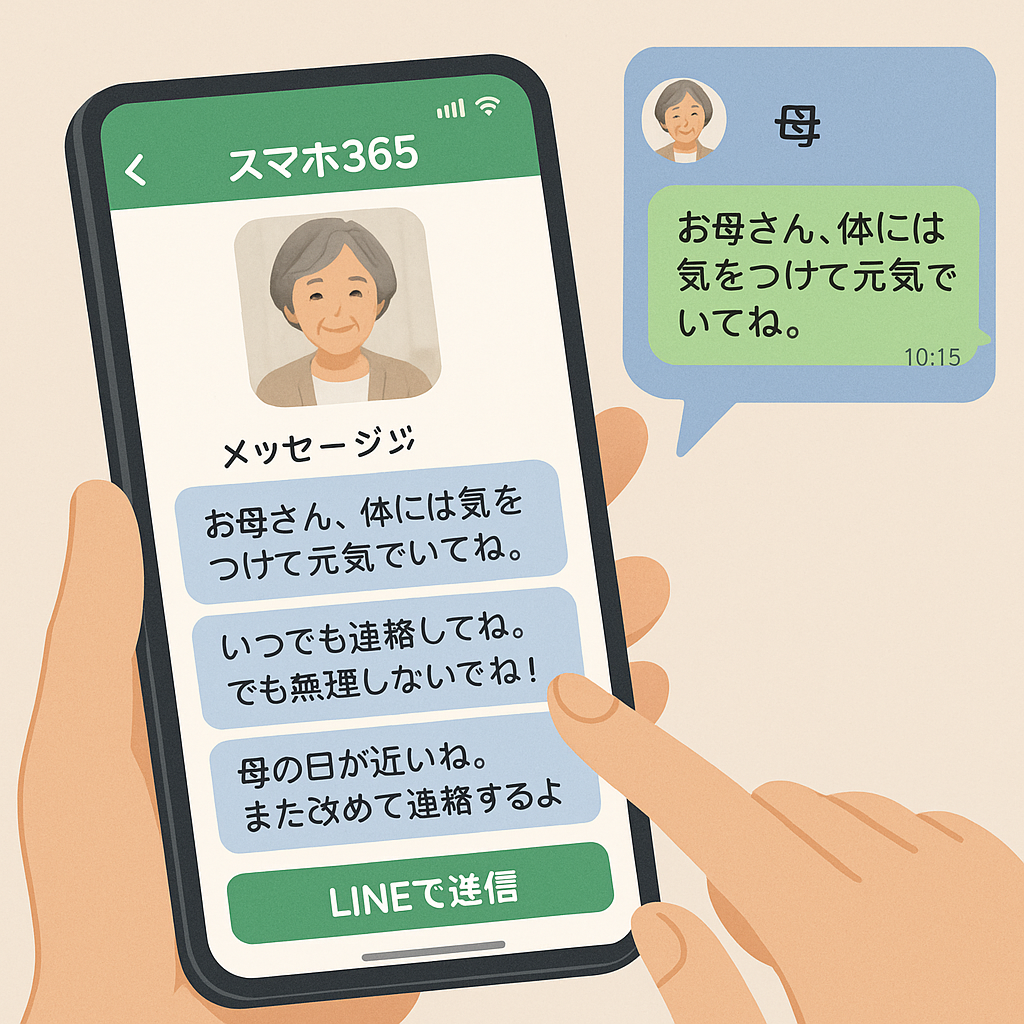 スマホ365
メッセージ
お母さん、体には気を
つけて元気でいてね。
いつでも連絡してね。
でも無理しないでね!
母の日が近いね。
また改めて連絡するよ
LINEで送信
母
お母さん、体には
気をつけて元気で
いてね。
10:15